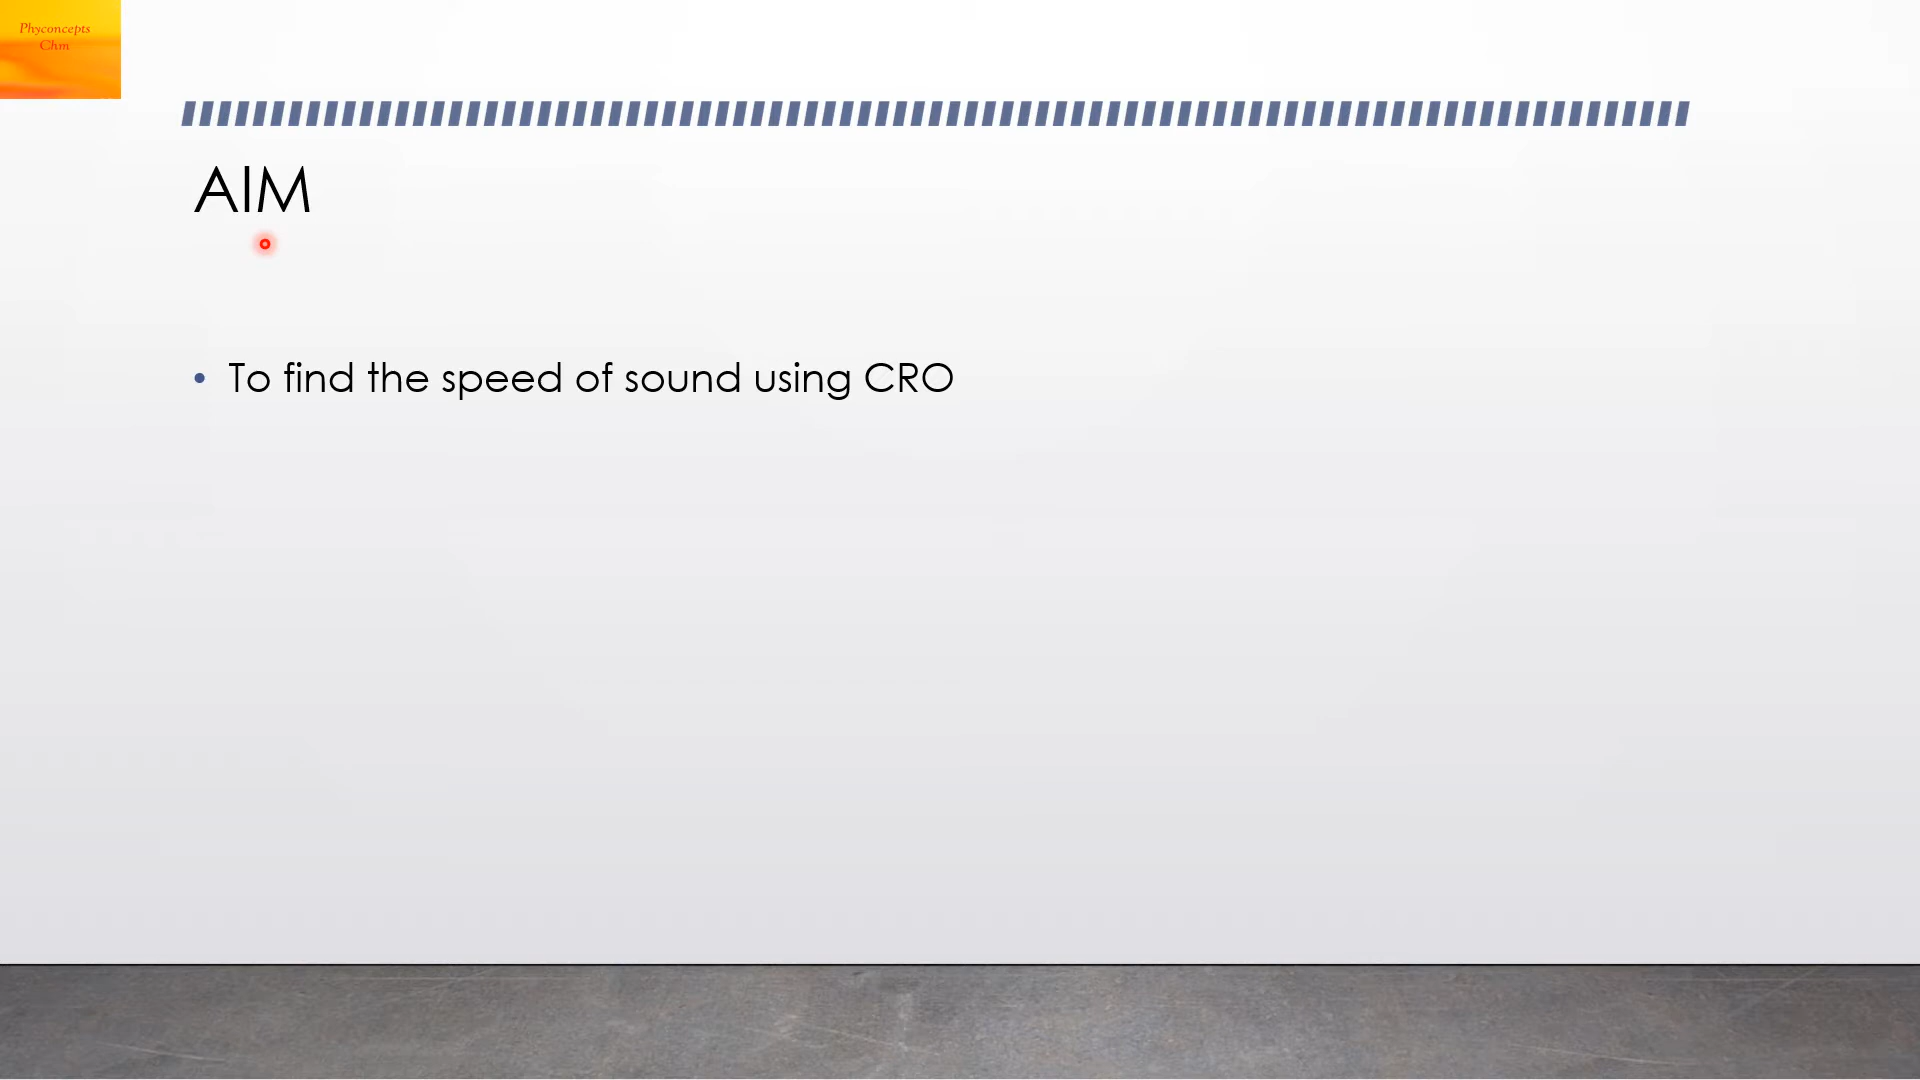 Phyconcepts
Chm
AIM
• To find the speed of sound using CRO